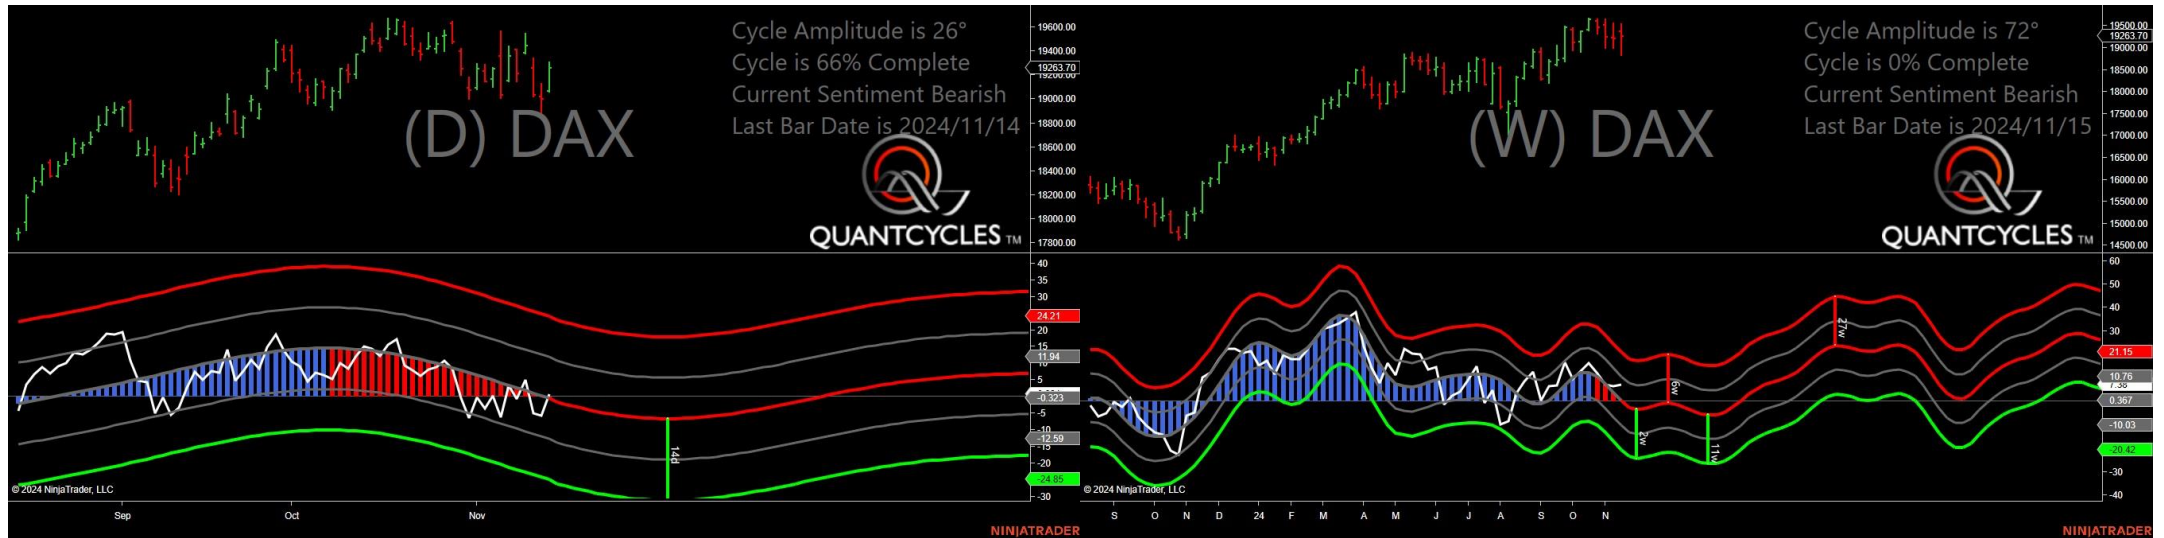 Cycle Amplitude is 26°
Cycle is 66% Complete
Current Sentiment Bearish
Last Bar Date is 2024/11/14
(D) DAX
QUANTCYCLES TM
19600.00
19400.00
19263.70
19200.00
19000.00
18800.00
18600.00
18400.00
18200.00
18000.00
17800.00
40
35
30
24.21
20
15
11.94
10
5
-0.323
-5
-10
-12.59
-15
-20
-24.85
-30
14d
© 2024 NinjaTrader, LLC
Sep
Oct
Nov
NINJATRADER
Cycle Amplitude is 72°
Cycle is 0% Complete
Current Sentiment Bearish
Last Bar Date is 2024/11/15
(W) DAX
QUANTCYCLES TM
19500.00
19263.70
19000.00
18500.00
18000.00
17500.00
17000.00
16500.00
16000.00
15500.00
15000.00
14500.00
60
50
40
30
21.15
10.76
7.38
0.367
-10.03
-20.42
-30
-40
27w
6w
2w
11w
© 2024 NinjaTrader, LLC
S O N D 24 F M A M J J A S O N
NINJATRADER